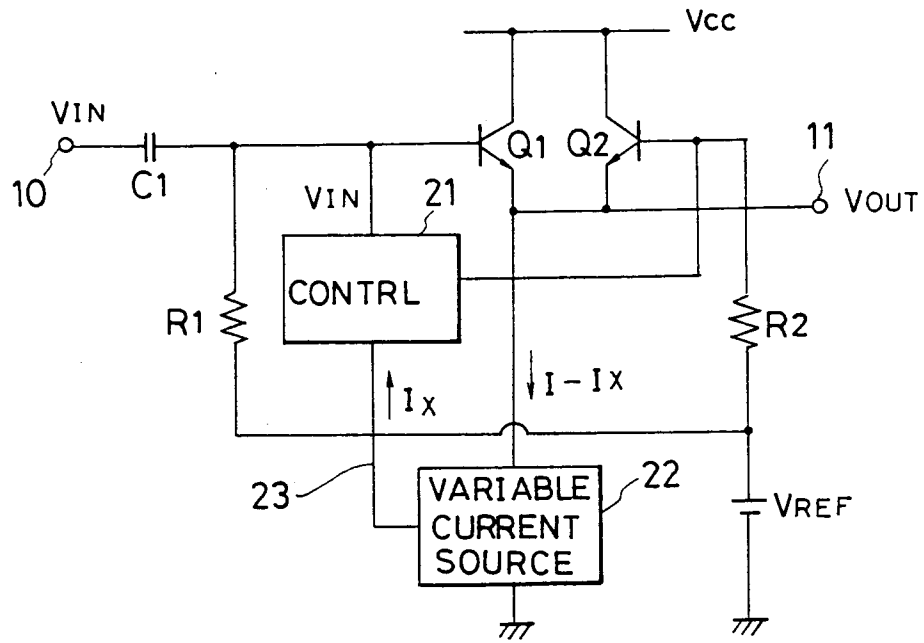 Vcc
VIN
10
C1
Q1
Q2
11
VOUT
VIN
21
CONTRL
R1
R2
IX
I-IX
23
VARIABLE
CURRENT
SOURCE
22
VREF